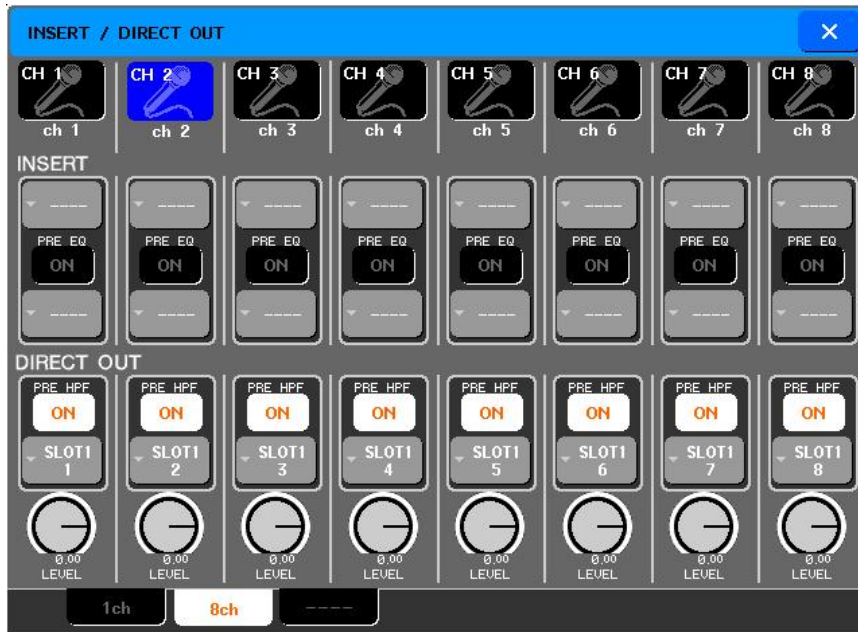 INSERT / DIRECT OUT ×
CH 1 CH 2 CH 3 CH 4 CH 5 CH 6 CH 7 CH 8
ch 1 ch 2 ch 3 ch 4 ch 5 ch 6 ch 7 ch 8
INSERT
---- ---- ---- ---- ---- ---- ---- ----
PRE EQ PRE EQ PRE EQ PRE EQ PRE EQ PRE EQ PRE EQ PRE EQ
ON ON ON ON ON ON ON ON
---- ---- ---- ---- ---- ---- ---- ----
DIRECT OUT
PRE HPF PRE HPF PRE HPF PRE HPF PRE HPF PRE HPF PRE HPF PRE HPF
ON ON ON ON ON ON ON ON
SLOT1 SLOT1 SLOT1 SLOT1 SLOT1 SLOT1 SLOT1 SLOT1
1 2 3 4 5 6 7 8
0.00 0.00 0.00 0.00 0.00 0.00 0.00 0.00
LEVEL LEVEL LEVEL LEVEL LEVEL LEVEL LEVEL LEVEL
1ch 8ch ----